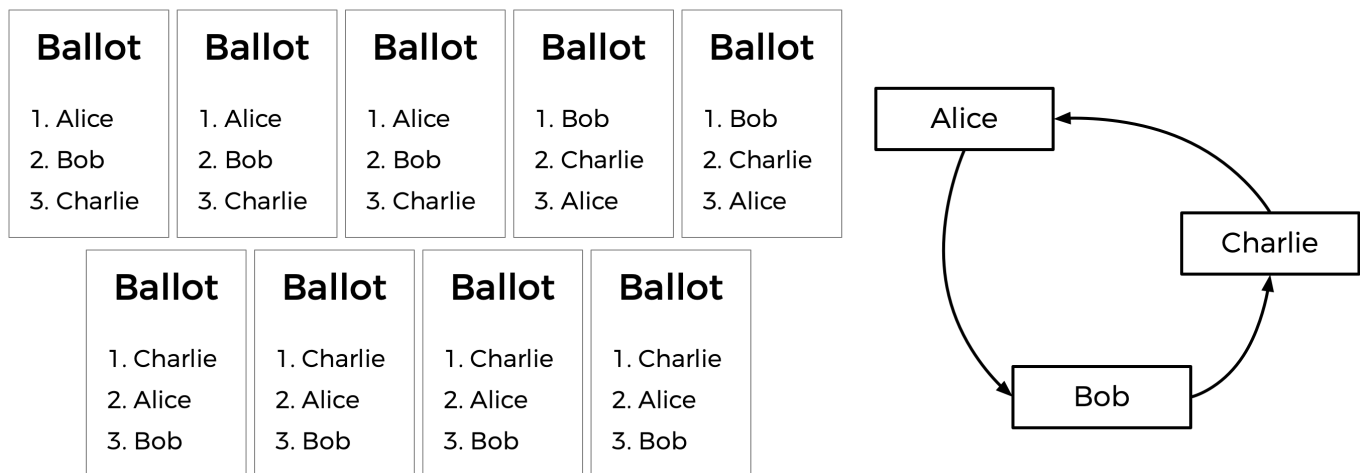 Ballot
1. Alice
2. Bob
3. Charlie
Ballot
1. Alice
2. Bob
3. Charlie
Ballot
1. Alice
2. Bob
3. Charlie
Ballot
1. Bob
2. Charlie
3. Alice
Ballot
1. Bob
2. Charlie
3. Alice
Ballot
1. Charlie
2. Alice
3. Bob
Ballot
1. Charlie
2. Alice
3. Bob
Ballot
1. Charlie
2. Alice
3. Bob
Ballot
1. Charlie
2. Alice
3. Bob
Alice
Charlie
Bob